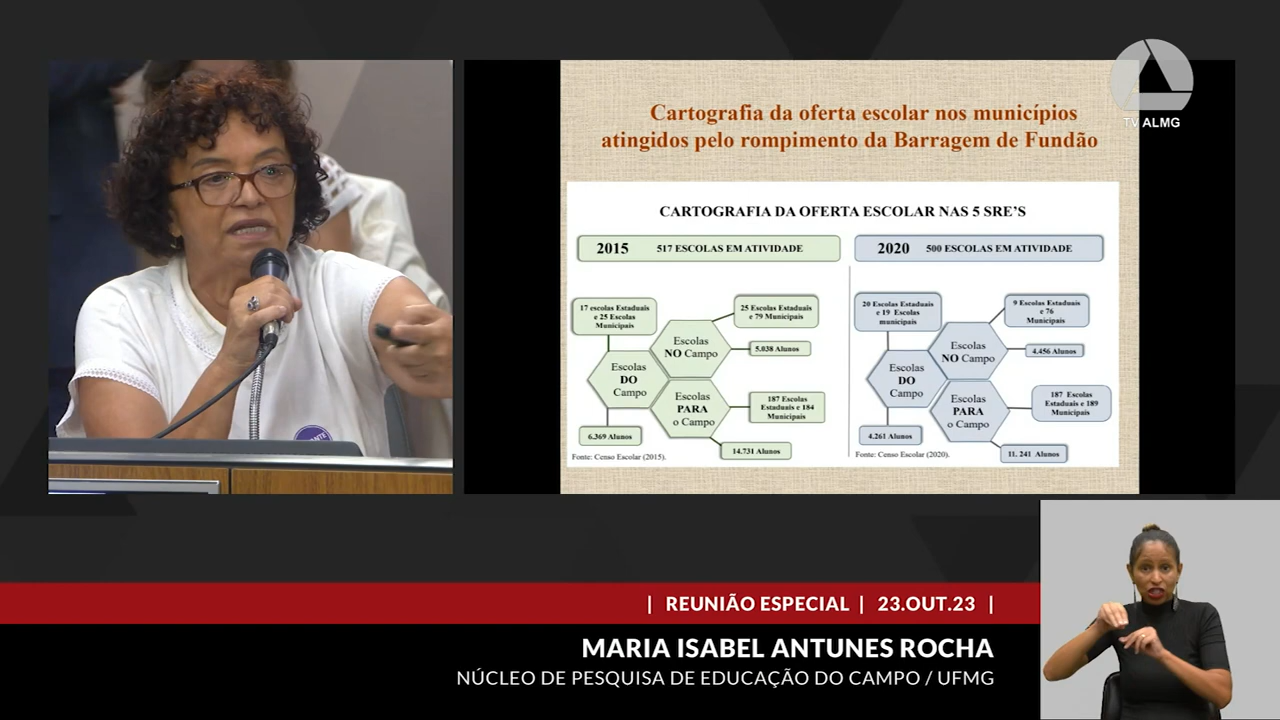 TV ALMG
Cartografia da oferta escolar nos municípios
atingidos pelo rompimento da Barragem de Fundão
CARTOGRAFIA DA OFERTA ESCOLAR NAS 5 SRE'S
2015 517 ESCOLAS EM ATIVIDADE
17 escolas Estaduais
e 25 Escolas
Municipais
25 Escolas Estaduais
e 79 Municipais
Escolas
NO Campo
5.038 Alunos
Escolas
DO
Campo
Escolas
PARA
o Campo
187 Escolas
Estaduais e 184
Municipais
6.369 Alunos
14.731 Alunos
Fonte: Censo Escolar (2015).
2020 500 ESCOLAS EM ATIVIDADE
20 Escolas Estaduais
e 19 Escolas
municipais
9 Escolas Estaduais
e 76
Municipais
Escolas
NO Campo
4.456 Alunos
Escolas
DO
Campo
Escolas
PARA
o Campo
187 Escolas
Estaduais e 189
Municipais
4.261 Alunos
11. 241 Alunos
Fonte: Censo Escolar (2020).
| REUNIÃO ESPECIAL | 23.OUT.23 |
MARIA ISABEL ANTUNES ROCHA
NÚCLEO DE PESQUISA DE EDUCAÇÃO DO CAMPO / UFMG